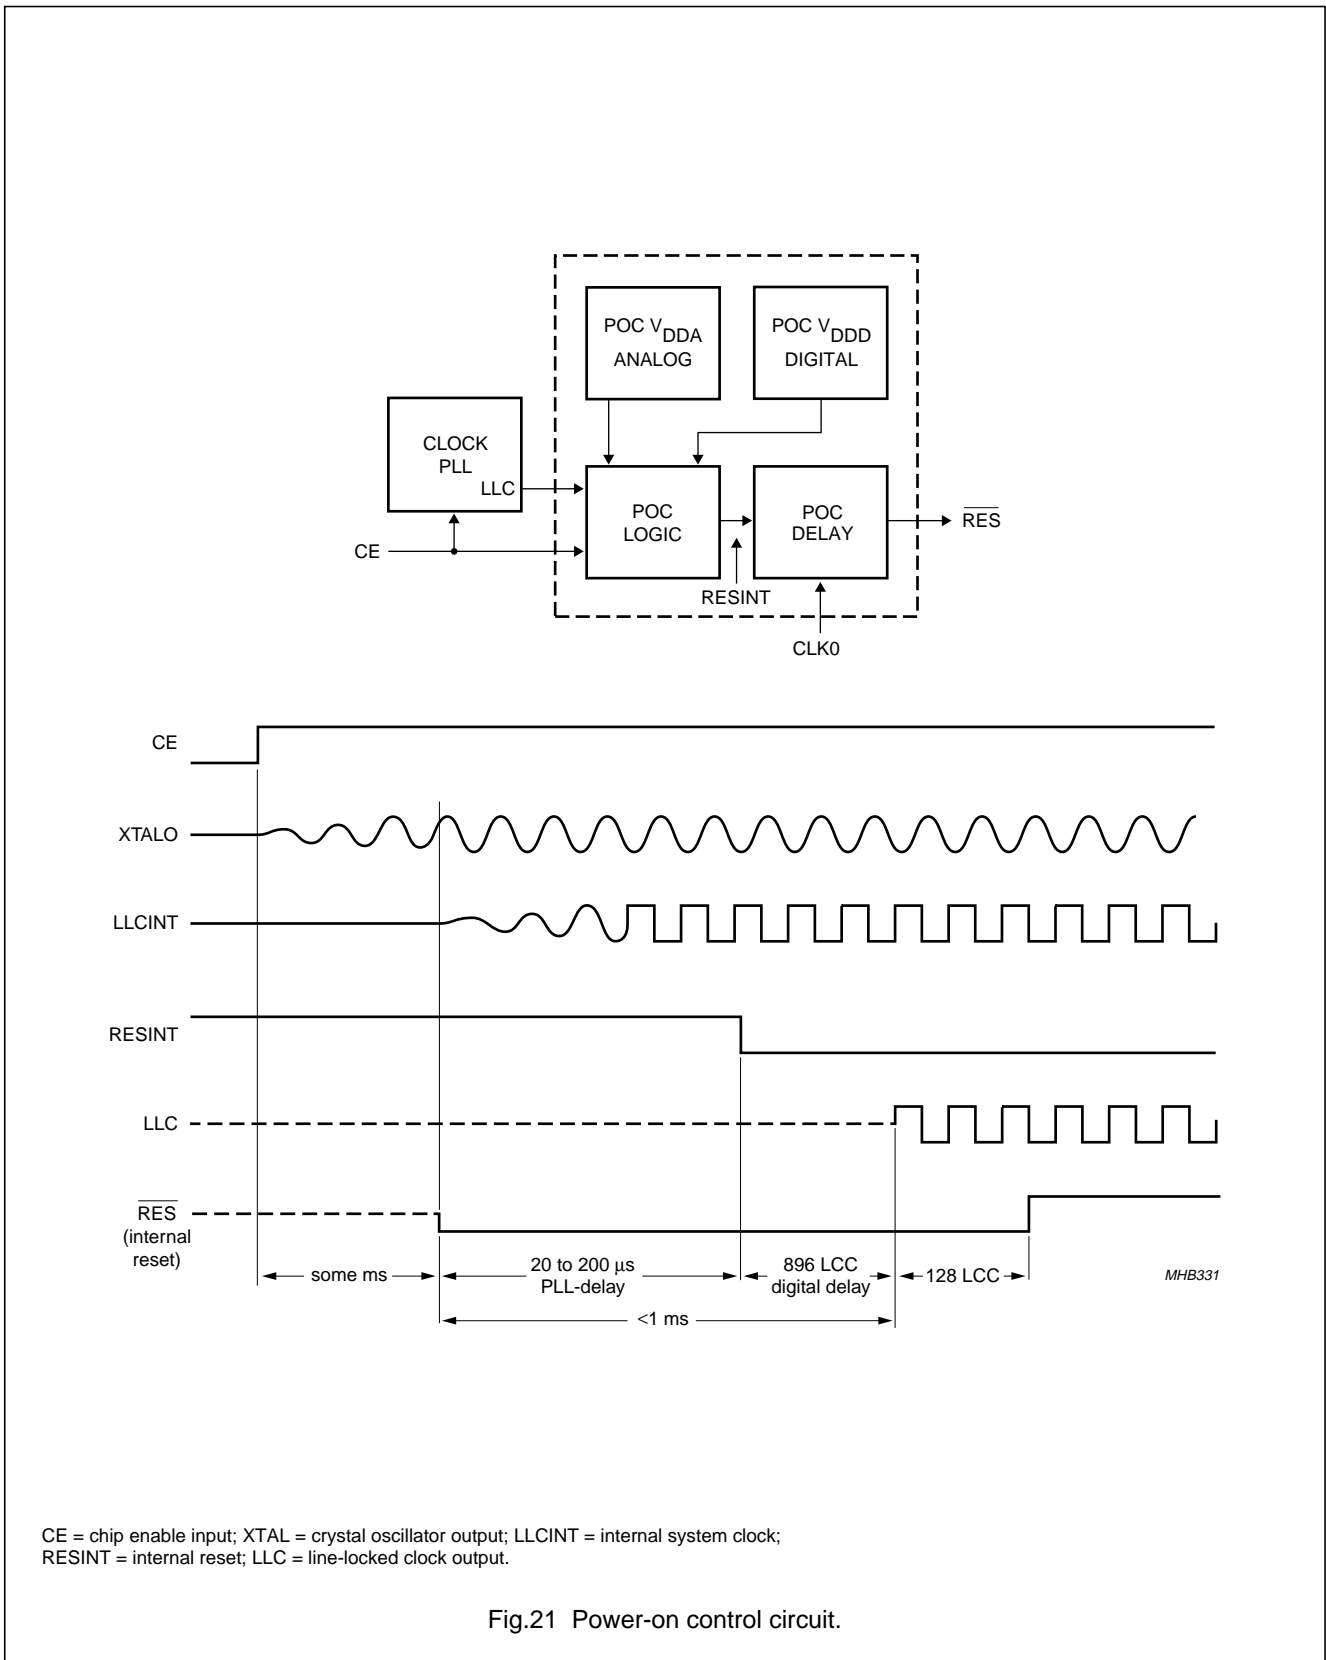 POC VDDA
ANALOG
POC VDDD
DIGITAL
CLOCK
PLL
LLC
CE
POC
LOGIC
POC
DELAY
RES
RESINT
CLK0
CE
XTALO
LLCINT
RESINT
LLC
RES
(internal
reset)
some ms
20 to 200 μs
PLL-delay
896 LCC
digital delay
128 LCC
<1 ms
MHB331
CE = chip enable input; XTAL = crystal oscillator output; LLCINT = internal system clock;
RESINT = internal reset; LLC = line-locked clock output.
Fig.21 Power-on control circuit.